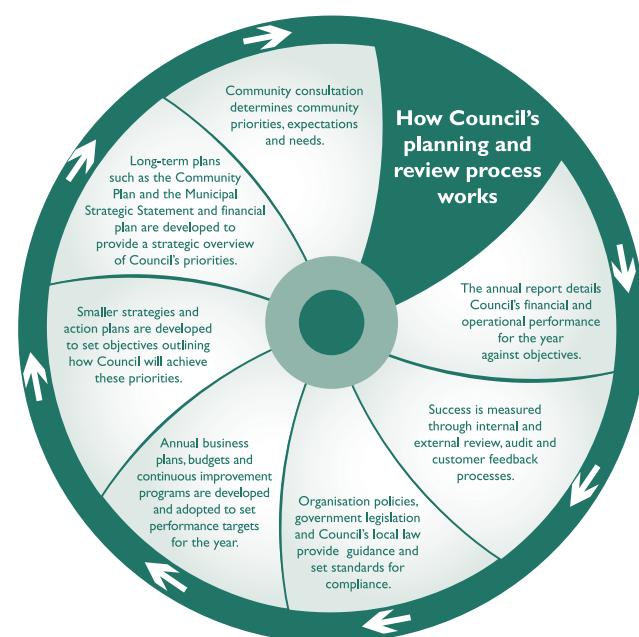 How Council's
planning and
review process
works
The annual report details
Council's financial and
operational performance
for the year
against objectives.
Success is measured
through internal and
external review, audit and
customer feedback
processes.
Organisation policies,
government legislation
and Council's local law
provide guidance and
set standards for
compliance.
Annual business
plans, budgets and
continuous improvement
programs are developed
and adopted to set
performance targets
for the year.
Smaller strategies and
action plans are developed
to set objectives outlining
how Council will achieve
these priorities.
Long-term plans
such as the Community
Plan and the Municipal
Strategic Statement and financial
plan are developed to
provide a strategic overview
of Council's priorities.
Community consultation
determines community
priorities, expectations
and needs.